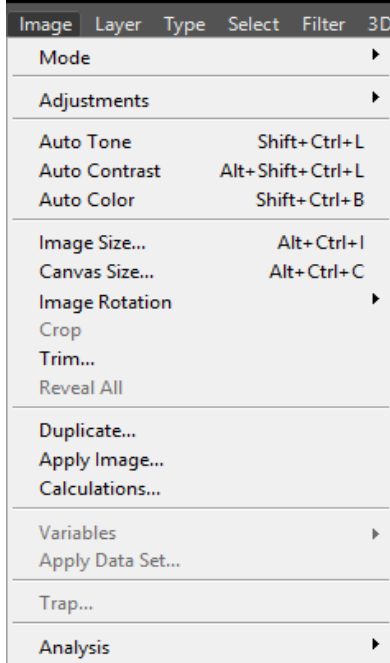 Image Layer Type Select Filter 3D
Mode
Adjustments
Auto Tone Shift+Ctrl+L
Auto Contrast Alt+Shift+Ctrl+L
Auto Color Shift+Ctrl+B
Image Size... Alt+Ctrl+I
Canvas Size... Alt+Ctrl+C
Image Rotation
Crop
Trim...
Reveal All
Duplicate...
Apply Image...
Calculations...
Variables
Apply Data Set...
Trap...
Analysis